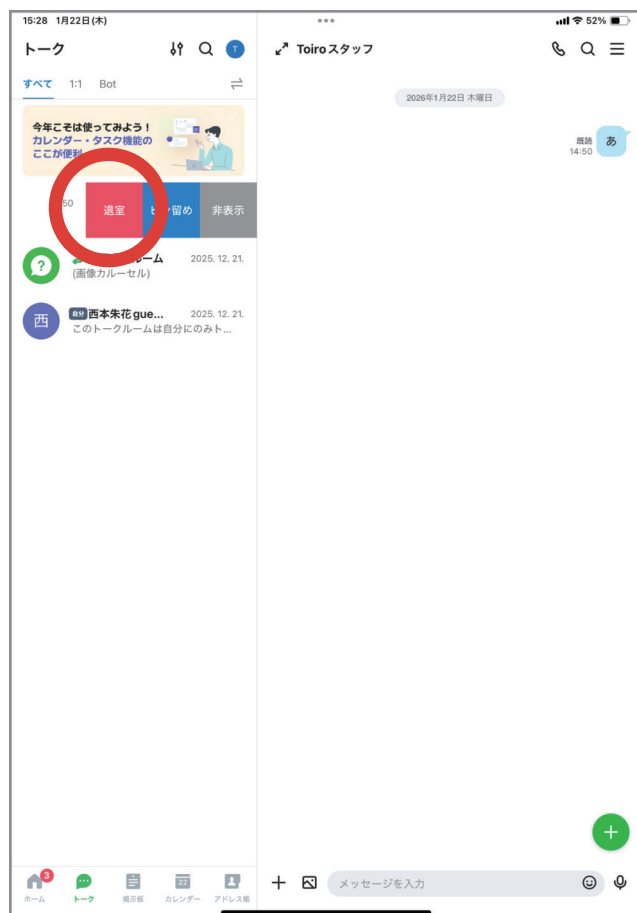 15:28 1月22日(木)
52%
トーク
T
Toiroスタッフ
すべて 1:1 Bot
2026年1月22日 木曜日
今年こそは使ってみよう！
カレンダー・タスク機能の
ここが便利
既読
14:50
あ
50
退室
留め
非表示
ーム 2025. 12. 21.
?
(画像カルーセル)
西
自分 西本朱花 gue... 2025. 12. 21.
このトークルームは自分にのみト...
+
3
22
ホーム トーク 掲示板 カレンダー アドレス帳
メッセージを入力